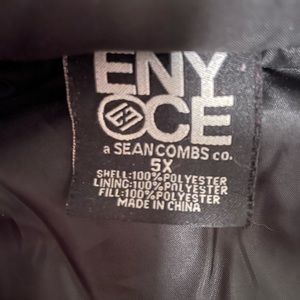 ENY
CE
a SEAN COMBS co.
5X
SHELL:100%POLYESTER
LINING:100%POLYESTER
FILL:100%POLYESTER
MADE IN CHINA